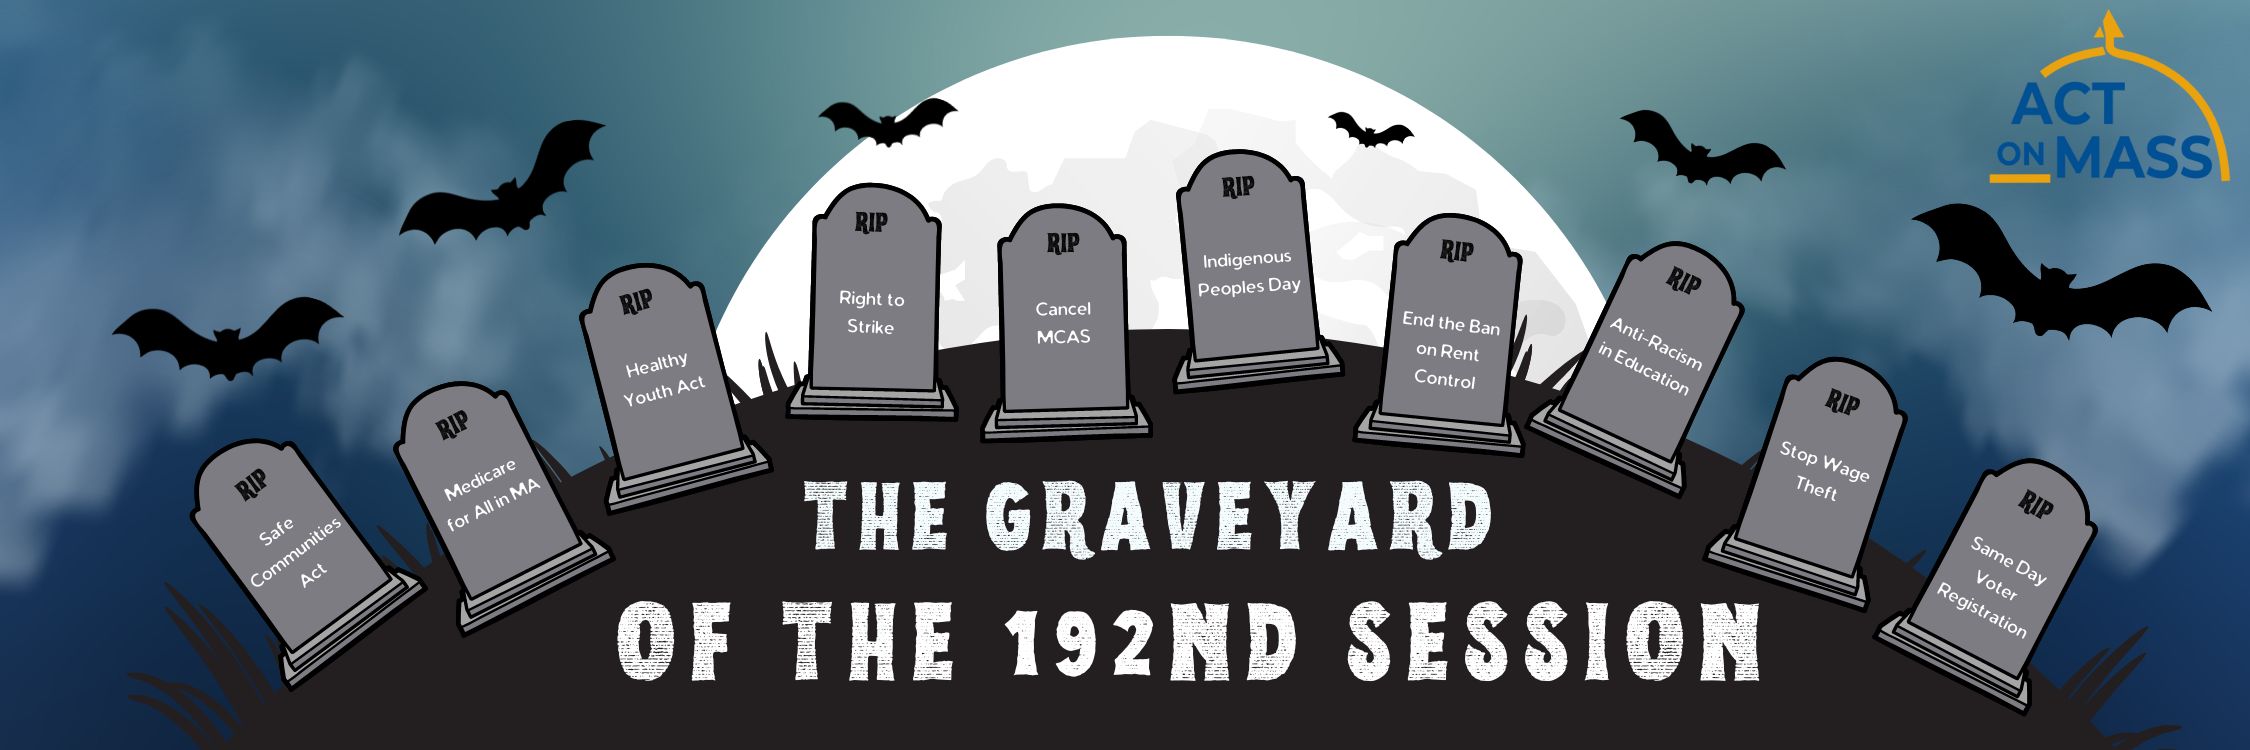 ACT
ON MASS
RIP
Safe
Communities
Act
RIP
Medicare
for All in MA
RIP
Healthy
Youth Act
RIP
Right to
Strike
RIP
Cancel
MCAS
RIP
Indigenous
Peoples Day
RIP
End the Ban
on Rent
Control
RIP
Anti-Racism
in Education
RIP
Stop Wage
Theft
RIP
Same Day
Voter
Registration
THE GRAVEYARD
OF THE 192ND SESSION